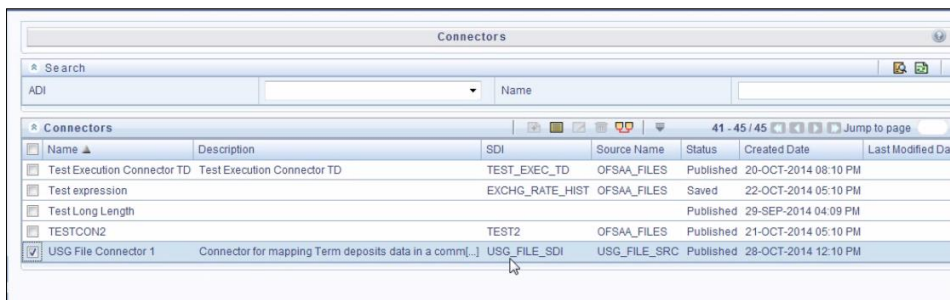 Connectors
Search
ADI Name
Connectors 41 - 45 / 45 Jump to page
Name Description SDI Source Name Status Created Date Last Modified Da
Test Execution Connector TD Test Execution Connector TD TEST_EXEC_TD OFSAA_FILES Published 20-OCT-2014 08:10 PM
Test expression EXCHG_RATE_HIST OFSAA_FILES Saved 22-OCT-2014 05:10 PM
Test Long Length Published 29-SEP-2014 04:09 PM
TESTCON2 TEST2 OFSAA_FILES Published 21-OCT-2014 05:10 PM
USG File Connector 1 Connector for mapping Term deposits data in a comm[...] USG_FILE_SDI USG_FILE_SRC Published 28-OCT-2014 12:10 PM